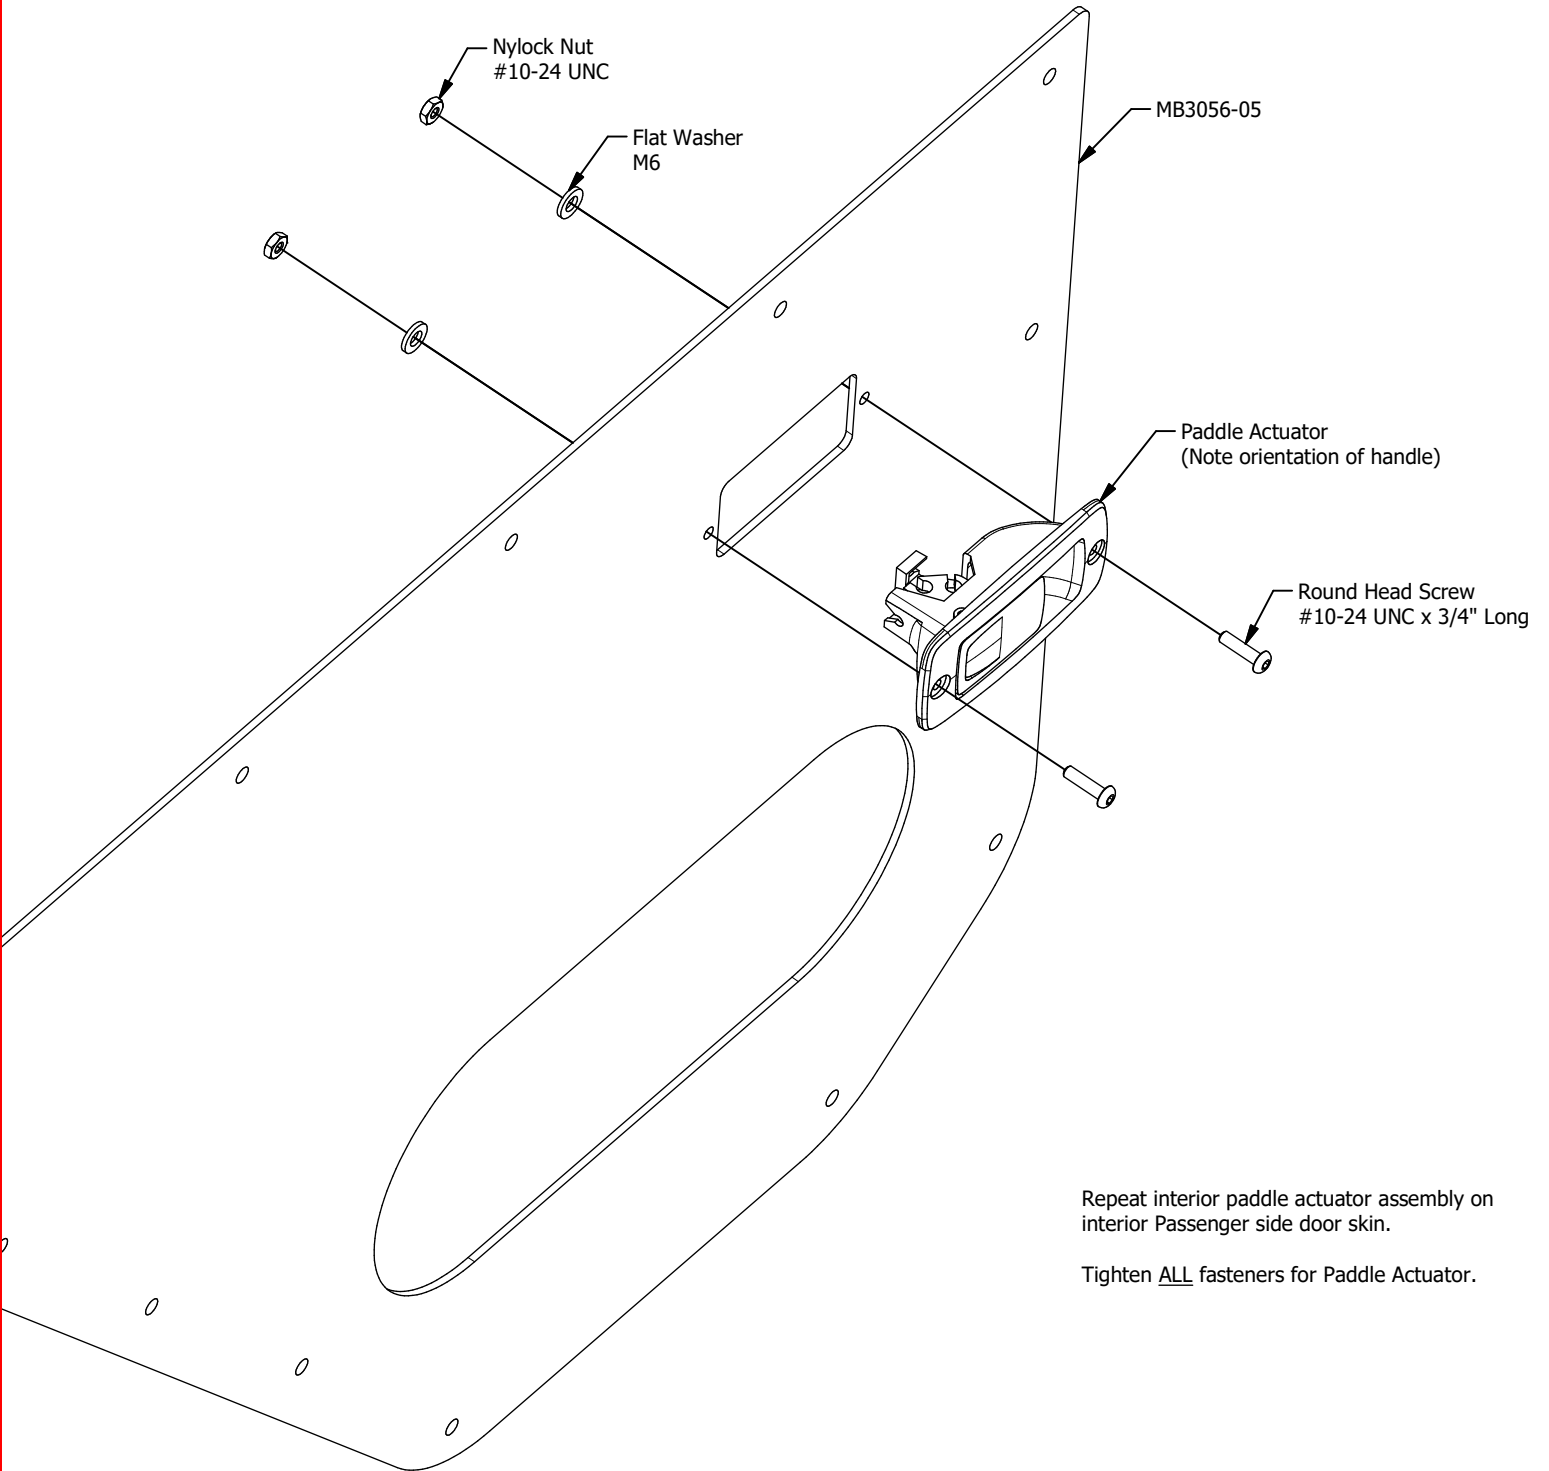 Nylock Nut
#10-24 UNC
Flat Washer
M6
MB3056-05
Paddle Actuator
(Note orientation of handle)
Round Head Screw
#10-24 UNC x 3/4" Long
Repeat interior paddle actuator assembly on
interior Passenger side door skin.
Tighten ALL fasteners for Paddle Actuator.